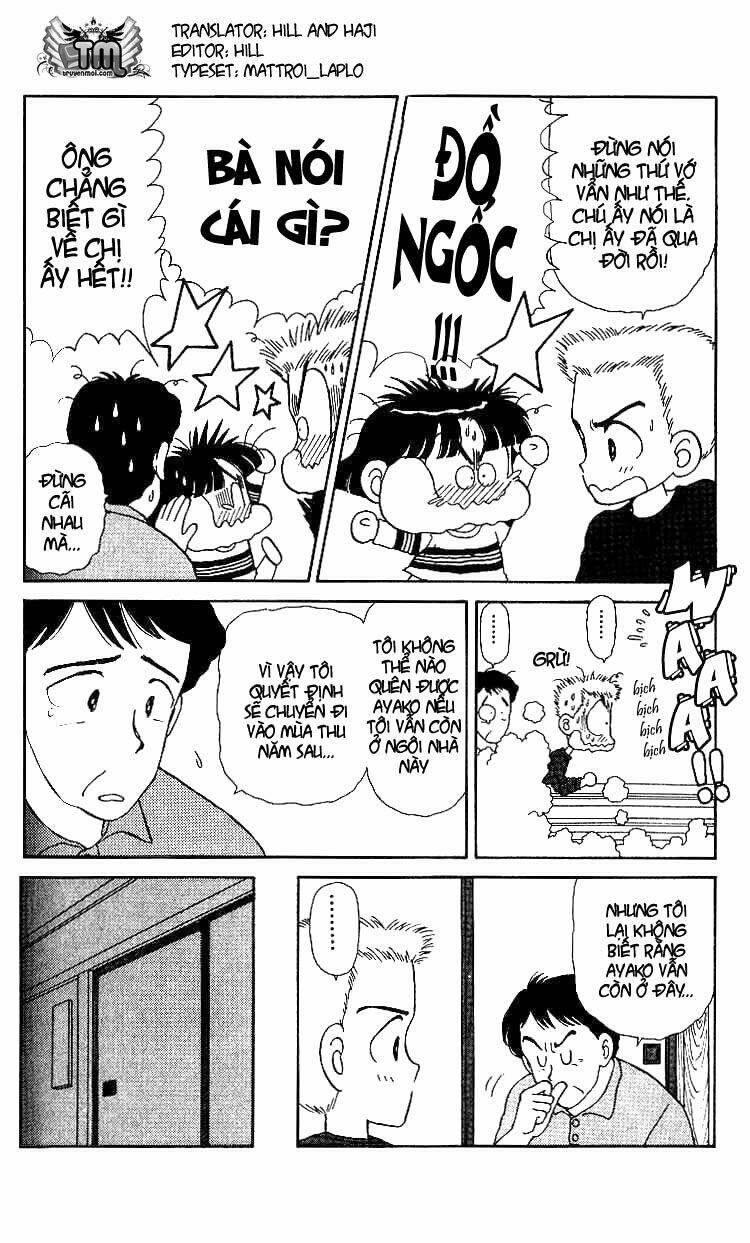 TRANSLATOR: HILL AND HAJI
EDITOR: HILL
TYPESET: MATTROI_LAPLO
TM
truyenmoi.com
ĐỪNG NÓI
NHỮNG THỨ VỚ
VẨN NHƯ THẾ.
CHÚ ẤY NÓI LÀ
CHỊ ẤY ĐÃ QUA
ĐỜI RỒI!
ĐỒ
NGỐC
!!!
BÀ NÓI
CÁI GÌ?
ÔNG
CHẲNG
BIẾT GÌ
VỀ CHỊ
ẤY HẾT!!
ĐỪNG
CÃI
NHAU
MÀ...
WAAA!!
........
........
GRỪ!
bịch
bịch
bịch
bịch
TÔI KHÔNG
THỂ NÀO
QUÊN ĐƯỢC
AYAKO NẾU
TÔI VẪN CÒN
Ở NGÔI NHÀ
NÀY
VÌ VẬY TÔI
QUYẾT ĐỊNH
SẼ CHUYỂN ĐI
VÀO MÙA THU
NĂM SAU...
NHƯNG TÔI
LẠI KHÔNG
BIẾT RẰNG
AYAKO VẪN
CÒN Ở ĐÂY...
........